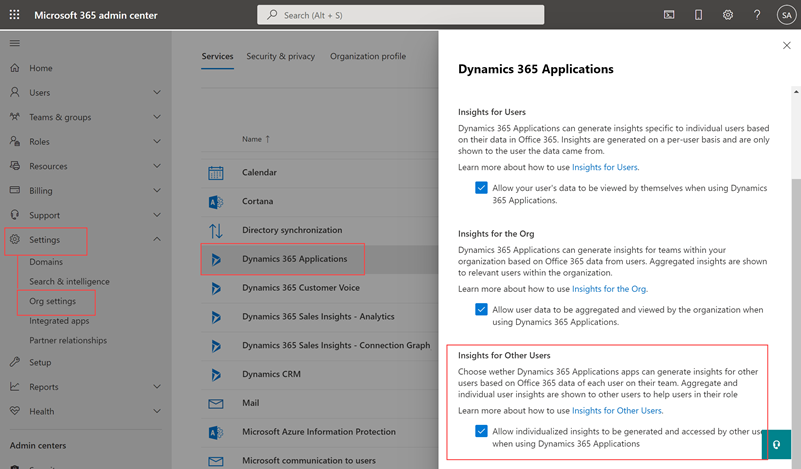 Microsoft 365 admin center
Search (Alt + S)
SA
Home
Users
Teams & groups
Roles
Resources
Billing
Support
Settings
Domains
Search & intelligence
Org settings
Integrated apps
Partner relationships
Setup
Reports
Health
Admin centers
Services Security & privacy Organization profile
Name ↑
Calendar
Cortana
Directory synchronization
Dynamics 365 Applications
Dynamics 365 Customer Voice
Dynamics 365 Sales Insights - Analytics
Dynamics 365 Sales Insights - Connection Graph
Dynamics CRM
Mail
Microsoft Azure Information Protection
Microsoft communication to users
Dynamics 365 Applications
Insights for Users
Dynamics 365 Applications can generate insights specific to individual users based
on their data in Office 365. Insights are generated on a per-user basis and are only
shown to the user the data came from.
Learn more about how to use Insights for Users.
Allow your user's data to be viewed by themselves when using Dynamics
365 Applications.
Insights for the Org
Dynamics 365 Applications can generate insights for teams within your
organization based on Office 365 data from users. Aggregated insights are shown
to relevant users within the organization.
Learn more about how to use Insights for the Org.
Allow user data to be aggregated and viewed by the organization when
using Dynamics 365 Applications.
Insights for Other Users
Choose wether Dynamics 365 Applications apps can generate insights for other
users based on Office 365 data of each user on their team. Aggregate and
individual user insights are shown to other users to help users in their role
Learn more about how to use Insights for Other Users.
Allow individualized insights to be generated and accessed by other use
when using Dynamics 365 Applications